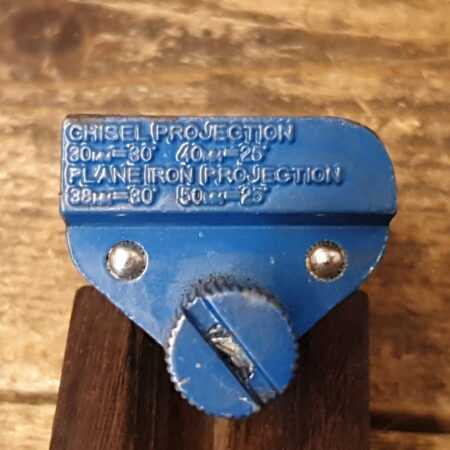 CHISEL PROJECTION
30mm=30° 40mm=25°
PLANE IRON PROJECTION
38mm=30° 50mm=25°